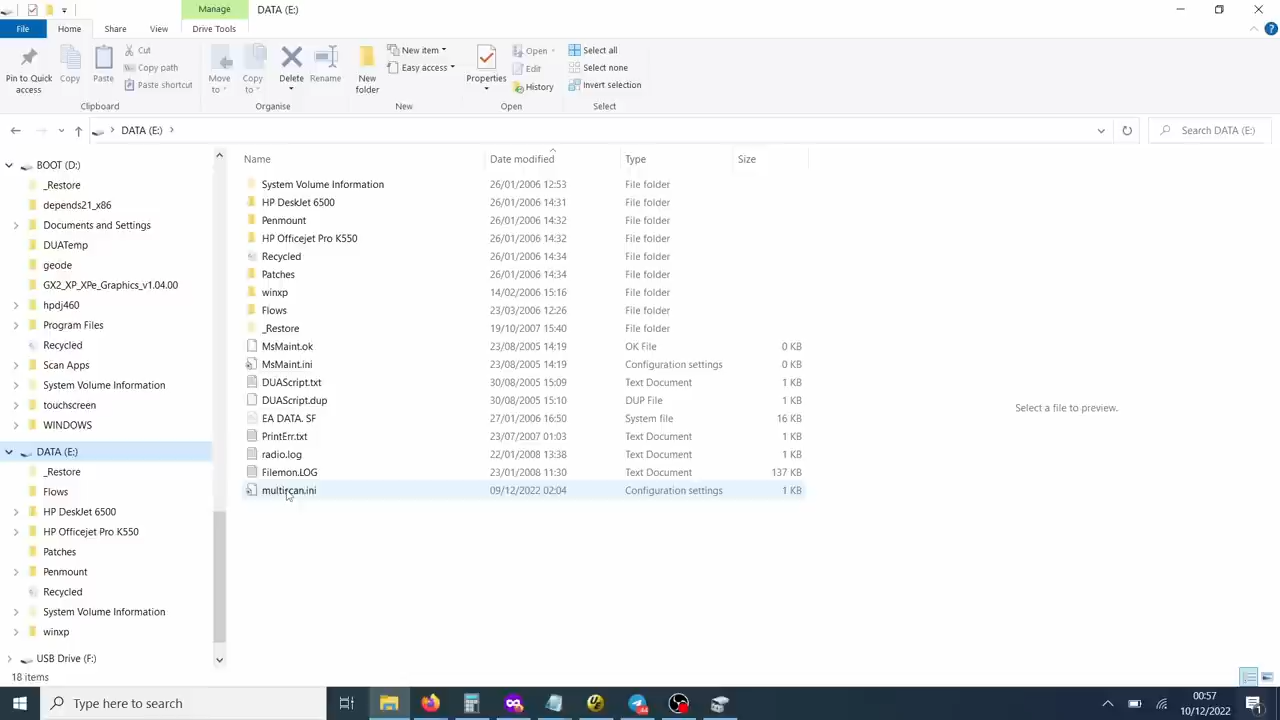 Manage
DATA (E:)
File
Home
Share
View
Drive Tools
Pin to Quick access
Copy
Paste
Cut
Copy path
Paste shortcut
Clipboard
Move to
Copy to
Delete
Rename
Organise
New folder
New item
Easy access
New
Properties
Open
Edit
History
Open
Select all
Select none
Invert selection
Select
DATA (E:)
Search DATA (E:)
BOOT (D:)
_Restore
depends21_x86
Documents and Settings
DUATemp
geode
GX2_XP_XPe_Graphics_v1.04.00
hpdj460
Program Files
Recycled
Scan Apps
System Volume Information
touchscreen
WINDOWS
DATA (E:)
_Restore
Flows
HP DeskJet 6500
HP Officejet Pro K550
Patches
Penmount
Recycled
System Volume Information
winxp
USB Drive (F:)
18 items
Name Date modified Type Size
System Volume Information 26/01/2006 12:53 File folder
HP DeskJet 6500 26/01/2006 14:31 File folder
Penmount 26/01/2006 14:32 File folder
HP Officejet Pro K550 26/01/2006 14:32 File folder
Recycled 26/01/2006 14:34 File folder
Patches 26/01/2006 14:34 File folder
winxp 14/02/2006 15:16 File folder
Flows 23/03/2006 12:26 File folder
_Restore 19/10/2007 15:40 File folder
MsMaint.ok 23/08/2005 14:19 OK File 0 KB
MsMaint.ini 23/08/2005 14:19 Configuration settings 0 KB
DUAScript.txt 30/08/2005 15:09 Text Document 1 KB
DUAScript.dup 30/08/2005 15:10 DUP File 1 KB
EA DATA. SF 27/01/2006 16:50 System file 16 KB
PrintErr.txt 23/07/2007 01:03 Text Document 1 KB
radio.log 22/01/2008 13:38 Text Document 1 KB
Filemon.LOG 23/01/2008 11:30 Text Document 137 KB
multircan.ini 09/12/2022 02:04 Configuration settings 1 KB
Select a file to preview.
Type here to search
00:57
10/12/2022